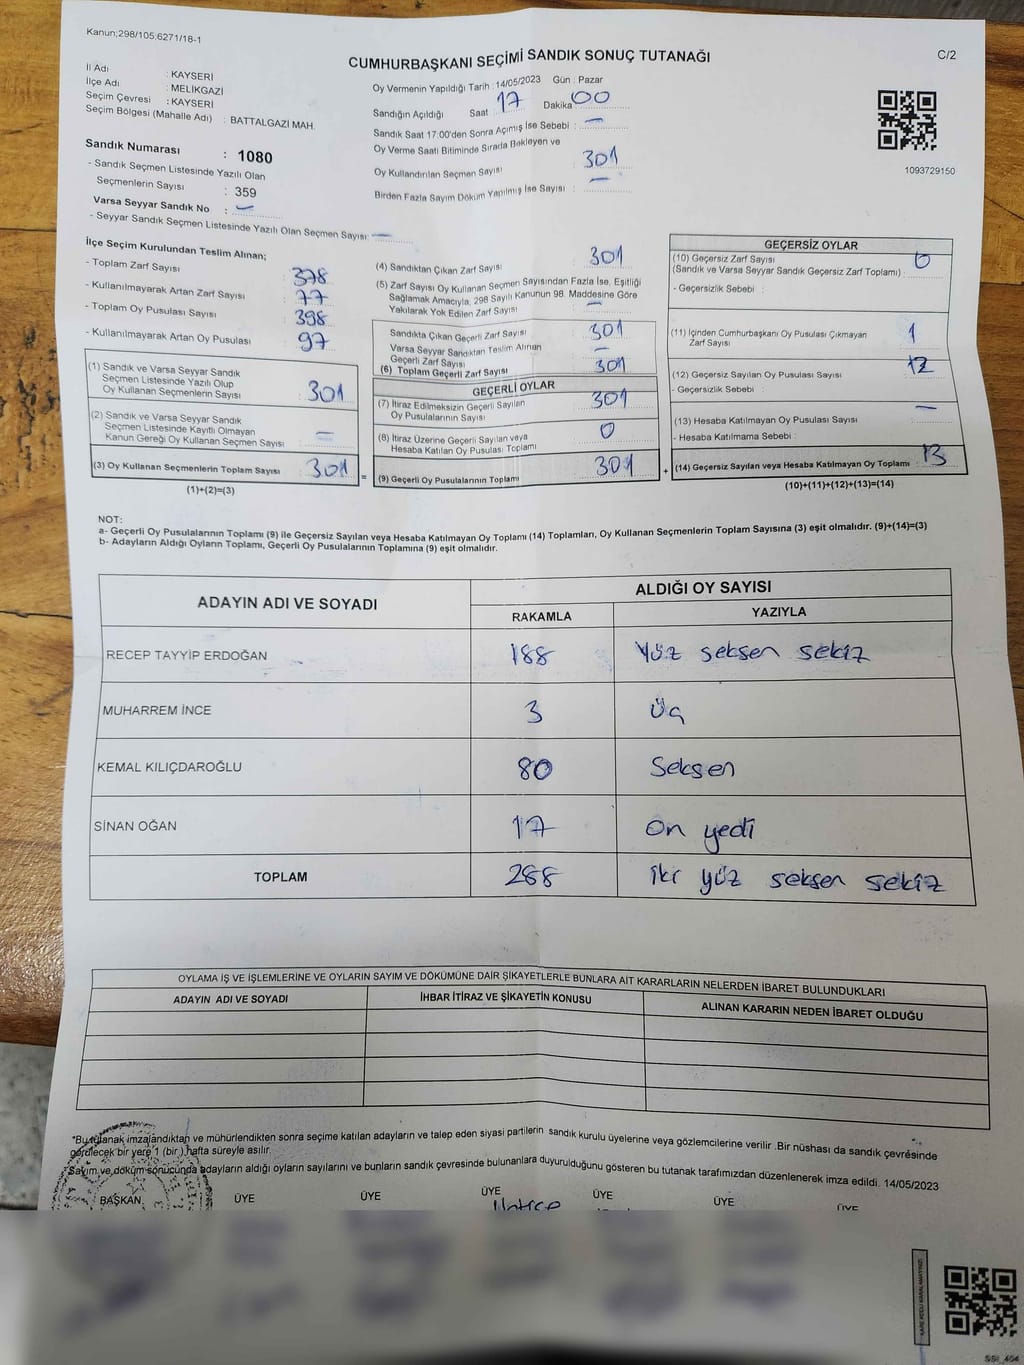 Kanun;298/105;6271/18-1
CUMHURBAŞKANI SEÇİMİ SANDIK SONUÇ TUTANAĞI
C/2
İl Adı : KAYSERİ
İlçe Adı : MELİKGAZİ
Seçim Çevresi : KAYSERİ
Seçim Bölgesi (Mahalle Adı) : BATTALGAZİ MAH.
Sandık Numarası : 1080
- Sandık Seçmen Listesinde Yazılı Olan
Seçmenlerin Sayısı : 359
Varsa Seyyar Sandık No : —
- Seyyar Sandık Seçmen Listesinde Yazılı Olan Seçmen Sayısı: —
Oy Vermenin Yapıldığı Tarih : 14/05/2023 Gün : Pazar
Sandığın Açıldığı Saat : 17 Dakika : 00
Sandık Saat 17:00'den Sonra Açımış İse Sebebi : —
Oy Verme Saati Bitiminde Sırada Bekleyen ve
Oy Kullandırılan Seçmen Sayısı : 301
Birden Fazla Sayım Döküm Yapılmış İse Sayısı : —
1093729150
İlçe Seçim Kurulundan Teslim Alınan;
- Toplam Zarf Sayısı : 378
- Kullanılmayarak Artan Zarf Sayısı : 77
- Toplam Oy Pusulası Sayısı : 398
- Kullanılmayarak Artan Oy Pusulası : 97
(1) Sandık ve Varsa Seyyar Sandık
Seçmen Listesinde Yazılı Olup
Oy Kullanan Seçmenlerin Sayısı : 301
(2) Sandık ve Varsa Seyyar Sandık
Seçmen Listesinde Kayıtlı Olmayan
Kanun Gereği Oy Kullanan Seçmen Sayısı : —
(3) Oy Kullanan Seçmenlerin Toplam Sayısı : 301
(1)+(2)=(3)
=
(4) Sandıktan Çıkan Zarf Sayısı : 301
(5) Zarf Sayısı Oy Kullanan Seçmen Sayısından Fazla İse, Eşitliği
Sağlamak Amacıyla, 298 Sayılı Kanunun 98. Maddesine Göre
Yakılarak Yok Edilen Zarf Sayısı : —
Sandıkta Çıkan Geçerli Zarf Sayısı : 301
Varsa Seyyar Sandıktan Teslim Alınan
Geçerli Zarf Sayısı : —
(6) Toplam Geçerli Zarf Sayısı : 301
GEÇERLİ OYLAR
(7) İtiraz Edilmeksizin Geçerli Sayılan
Oy Pusulalarının Sayısı : 301
(8) İtiraz Üzerine Geçerli Sayılan veya
Hesaba Katılan Oy Pusulası Toplamı : 0
(9) Geçerli Oy Pusulalarının Toplamı : 301
+
GEÇERSİZ OYLAR
(10) Geçersiz Zarf Sayısı
(Sandık ve Varsa Seyyar Sandık Geçersiz Zarf Toplamı) : 0
- Geçersizlik Sebebi :
(11) İçinden Cumhurbaşkanı Oy Pusulası Çıkmayan
Zarf Sayısı : 1
(12) Geçersiz Sayılan Oy Pusulası Sayısı : 12
- Geçersizlik Sebebi :
(13) Hesaba Katılmayan Oy Pusulası Sayısı : —
- Hesaba Katılmama Sebebi :
(14) Geçersiz Sayılan veya Hesaba Katılmayan Oy Toplamı : 13
(10)+(11)+(12)+(13)=(14)
NOT:
a- Geçerli Oy Pusulalarının Toplamı (9) ile Geçersiz Sayılan veya Hesaba Katılmayan Oy Toplamı (14) Toplamları, Oy Kullanan Seçmenlerin Toplam Sayısına (3) eşit olmalıdır. (9)+(14)=(3)
b- Adayların Aldığı Oyların Toplamı, Geçerli Oy Pusulalarının Toplamına (9) eşit olmalıdır.
ADAYIN ADI VE SOYADI
ALDIĞI OY SAYISI
RAKAMLA YAZIYLA
RECEP TAYYİP ERDOĞAN 188 Yüz seksen sekiz
MUHARREM İNCE 3 Üç
KEMAL KILIÇDAROĞLU 80 Seksen
SİNAN OĞAN 17 On yedi
TOPLAM 288 iki yüz seksen sekiz
OYLAMA İŞ VE İŞLEMLERİNE VE OYLARIN SAYIM VE DÖKÜMÜNE DAİR ŞİKAYETLERLE BUNLARA AİT KARARLARIN NELERDEN İBARET BULUNDUKLARI
ADAYIN ADI VE SOYADI İHBAR İTİRAZ VE ŞİKAYETİN KONUSU ALINAN KARARIN NEDEN İBARET OLDUĞU
*Bu tutanak imzalandıktan ve mühürlendikten sonra seçime katılan adayların ve talep eden siyasi partilerin sandık kurulu üyelerine veya gözlemcilerine verilir .Bir nüshası da sandık çevresinde
görülecek bir yere 1 (bir ) hafta süreyle asılır.
Sayım ve döküm sonucunda adayların aldığı oyların sayılarını ve bunların sandık çevresinde bulunanlara duyurulduğunu gösteren bu tutanak tarafımızdan düzenlenerek imza edildi. 14/05/2023
BAŞKAN ÜYE ÜYE ÜYE ÜYE ÜYE ÜYE
Hatice